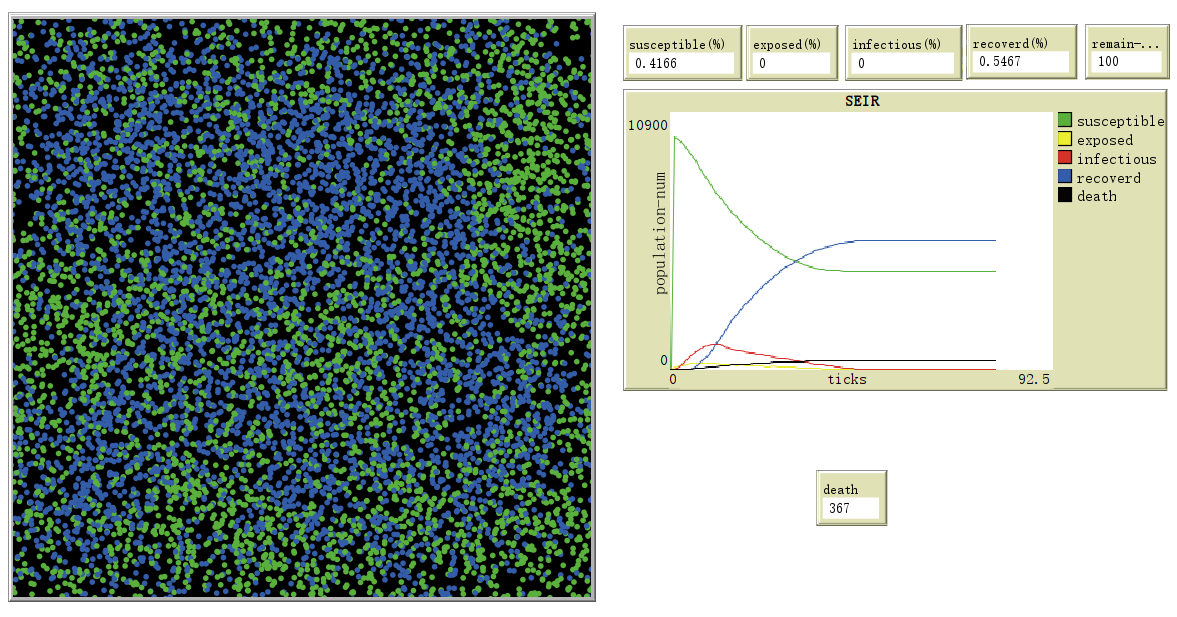 susceptible(%)
0.4166
exposed(%)
0
infectious(%)
0
recoverd(%)
0.5467
remain—...
100
SEIR
10900
population-num
0
0
ticks
92.5
susceptible
exposed
infectious
recoverd
death
death
367